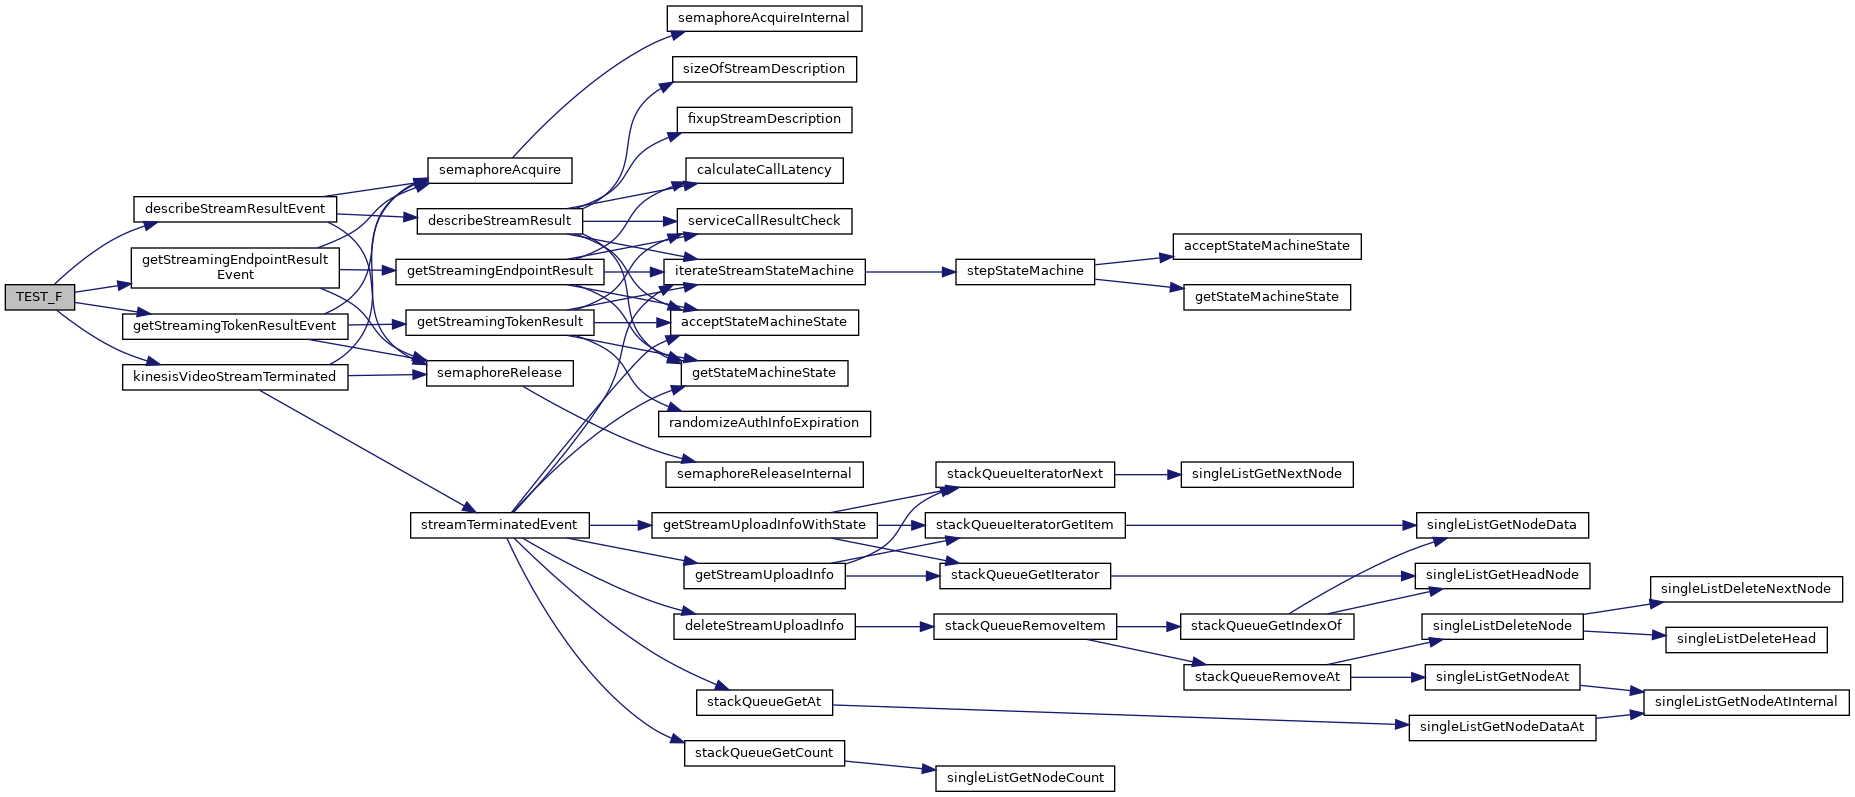 TEST_F
describeStreamResultEvent
getStreamingEndpointResult
Event
getStreamingTokenResultEvent
kinesisVideoStreamTerminated
semaphoreAcquire
describeStreamResult
getStreamingEndpointResult
getStreamingTokenResult
semaphoreRelease
streamTerminatedEvent
semaphoreAcquireInternal
sizeOfStreamDescription
fixupStreamDescription
calculateCallLatency
serviceCallResultCheck
iterateStreamStateMachine
acceptStateMachineState
getStateMachineState
randomizeAuthInfoExpiration
semaphoreReleaseInternal
getStreamUploadInfoWithState
getStreamUploadInfo
deleteStreamUploadInfo
stackQueueGetAt
stackQueueGetCount
stepStateMachine
stackQueueIteratorNext
stackQueueIteratorGetItem
stackQueueGetIterator
stackQueueRemoveItem
singleListGetNodeCount
acceptStateMachineState
getStateMachineState
singleListGetNextNode
stackQueueGetIndexOf
stackQueueRemoveAt
singleListGetNodeData
singleListGetHeadNode
singleListDeleteNode
singleListGetNodeAt
singleListGetNodeDataAt
singleListDeleteNextNode
singleListDeleteHead
singleListGetNodeAtInternal